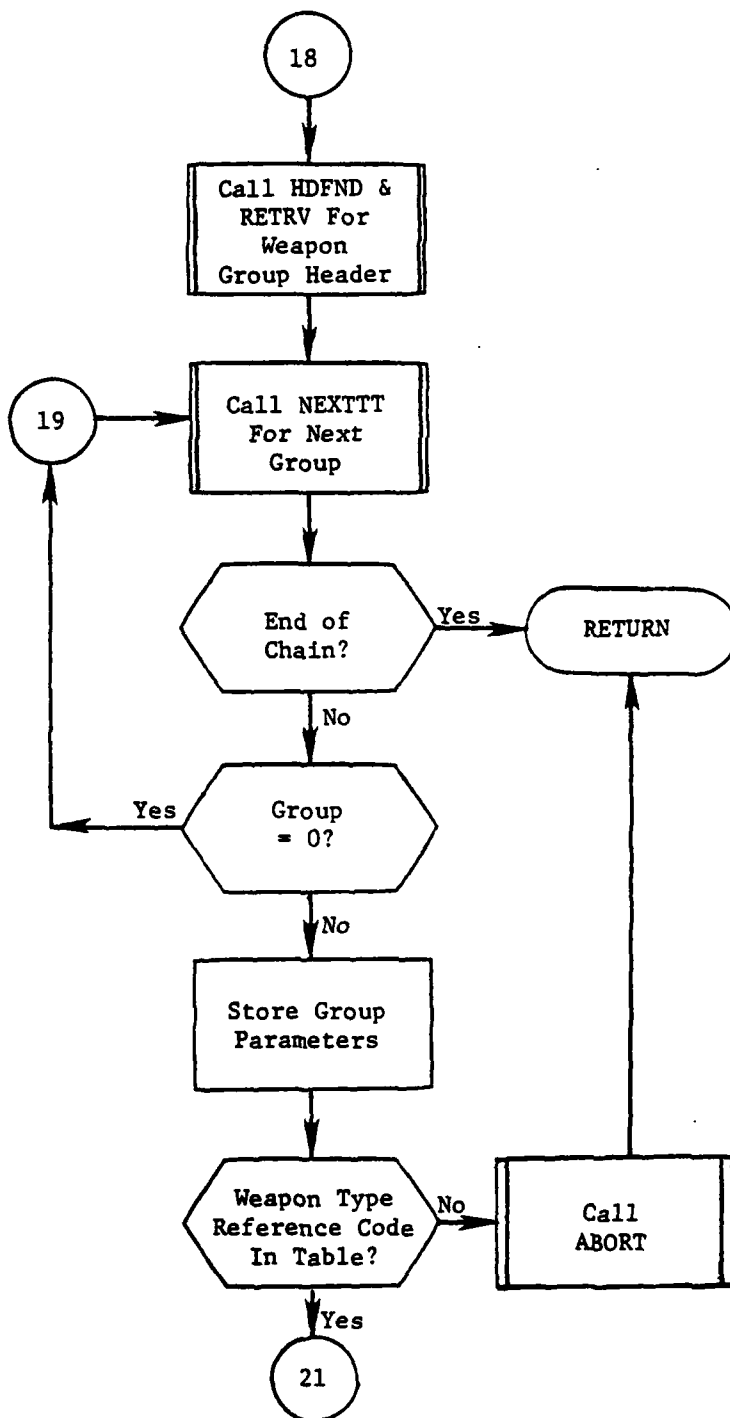 18
Call HDFND &
RETRV For
Weapon
Group Header
19
Call NEXTTT
For Next
Group
End of
Chain?
Yes
RETURN
No
Yes
Group
= 0?
No
Store Group
Parameters
Weapon Type
Reference Code
In Table?
No
Call
ABORT
Yes
21